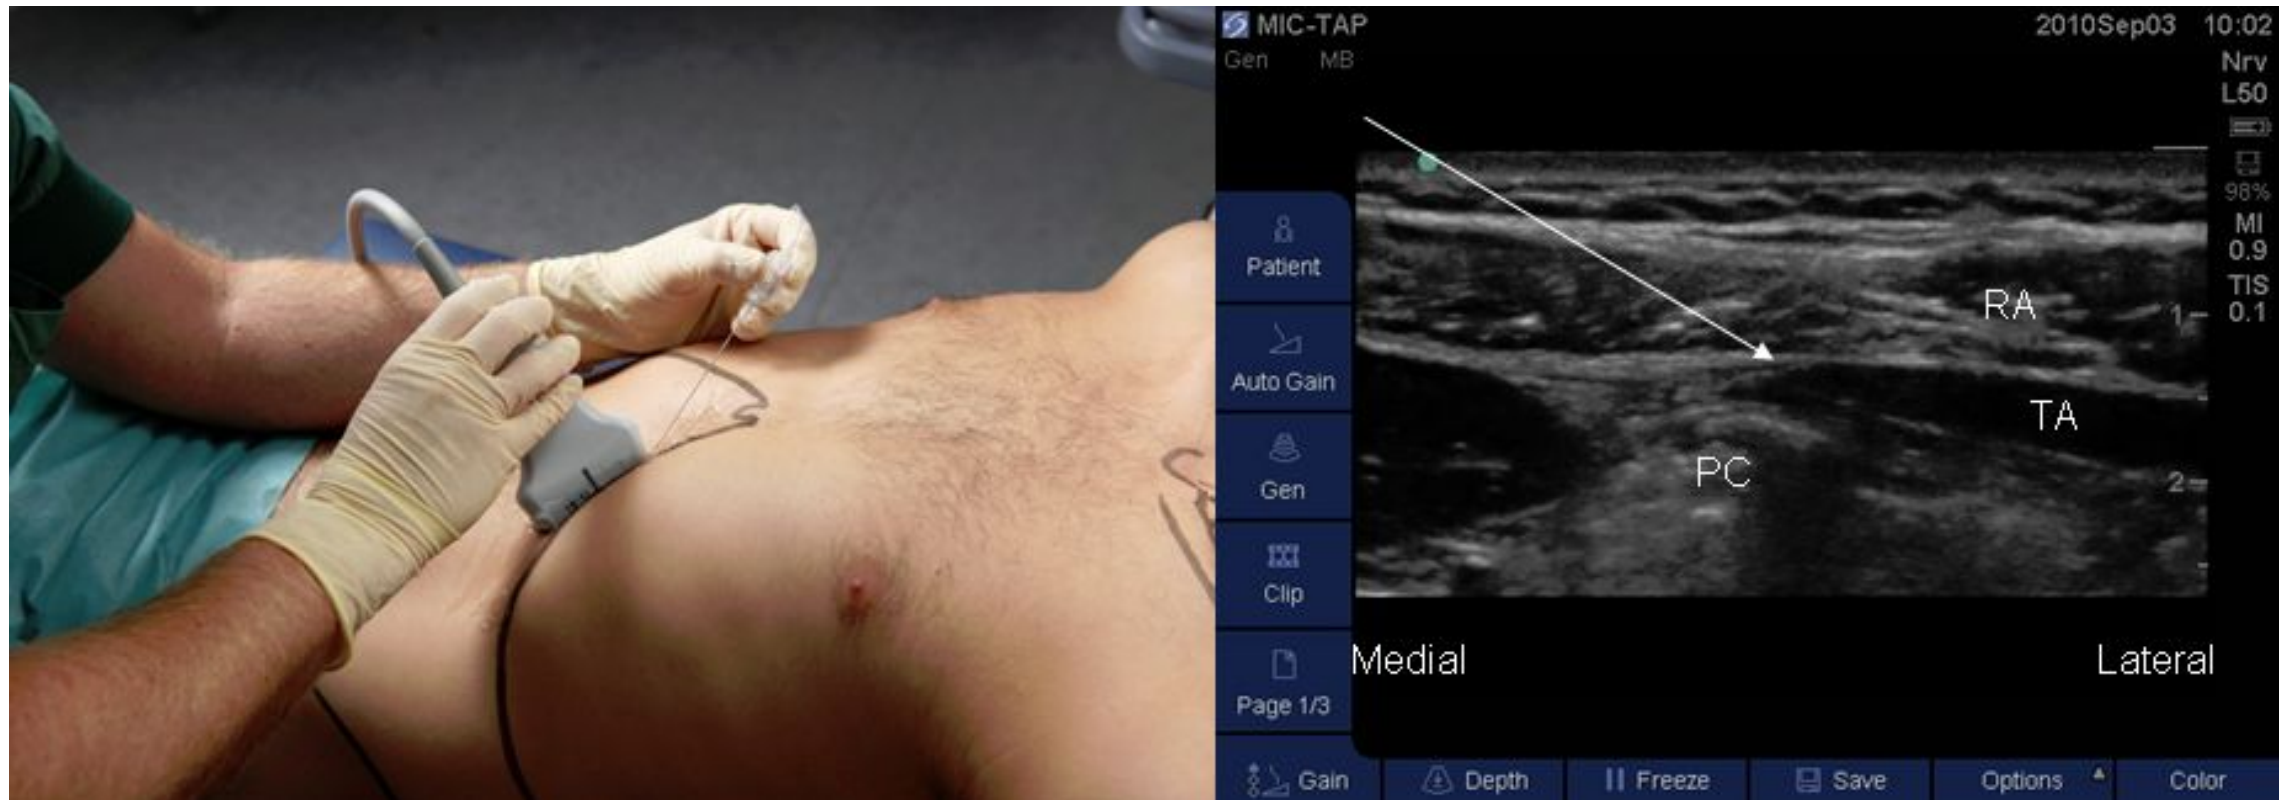 MIC-TAP
2010Sep03 10:02
Gen MB
Nrv
L50
98%
MI
0.9
TIS
0.1
Patient
Auto Gain
Gen
Clip
Page 1/3
RA
TA
PC
1
2
Medial
Lateral
Gain
Depth
Freeze
Save
Options
Color